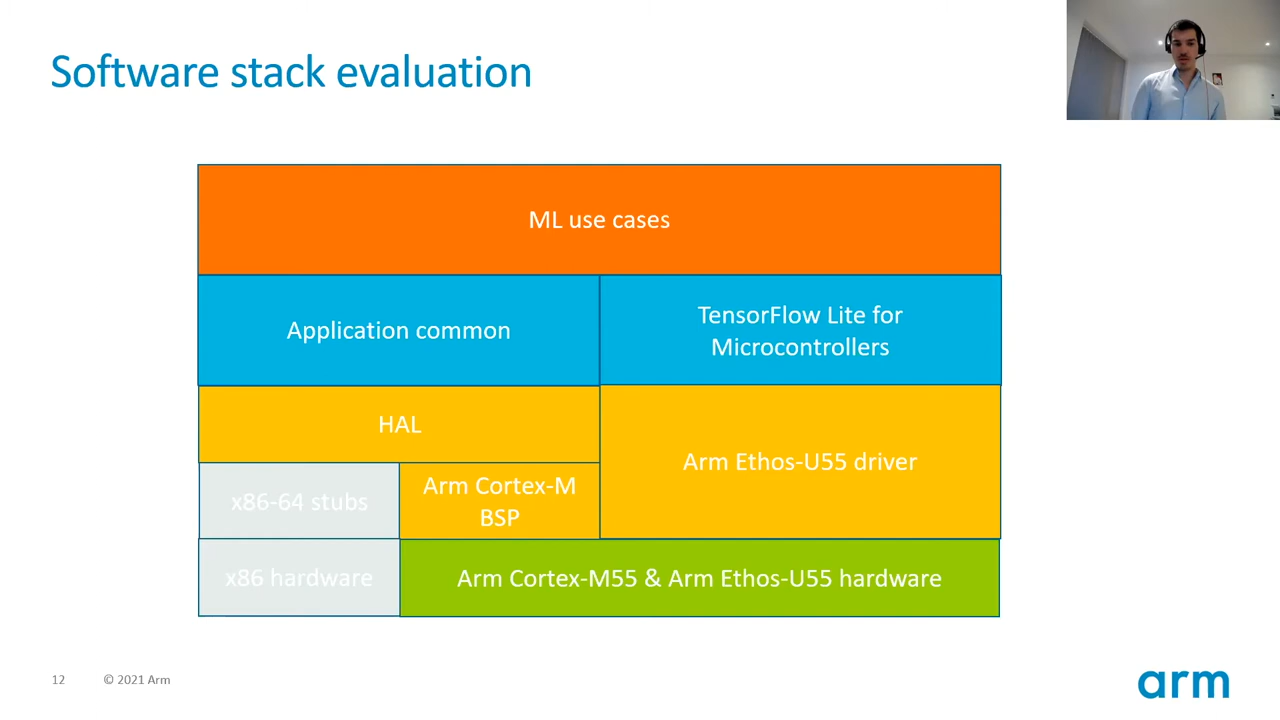 Software stack evaluation
ML use cases
Application common
TensorFlow Lite for
Microcontrollers
HAL
Arm Ethos-U55 driver
x86-64 stubs
Arm Cortex-M
BSP
x86 hardware
Arm Cortex-M55 & Arm Ethos-U55 hardware
12
© 2021 Arm
arm